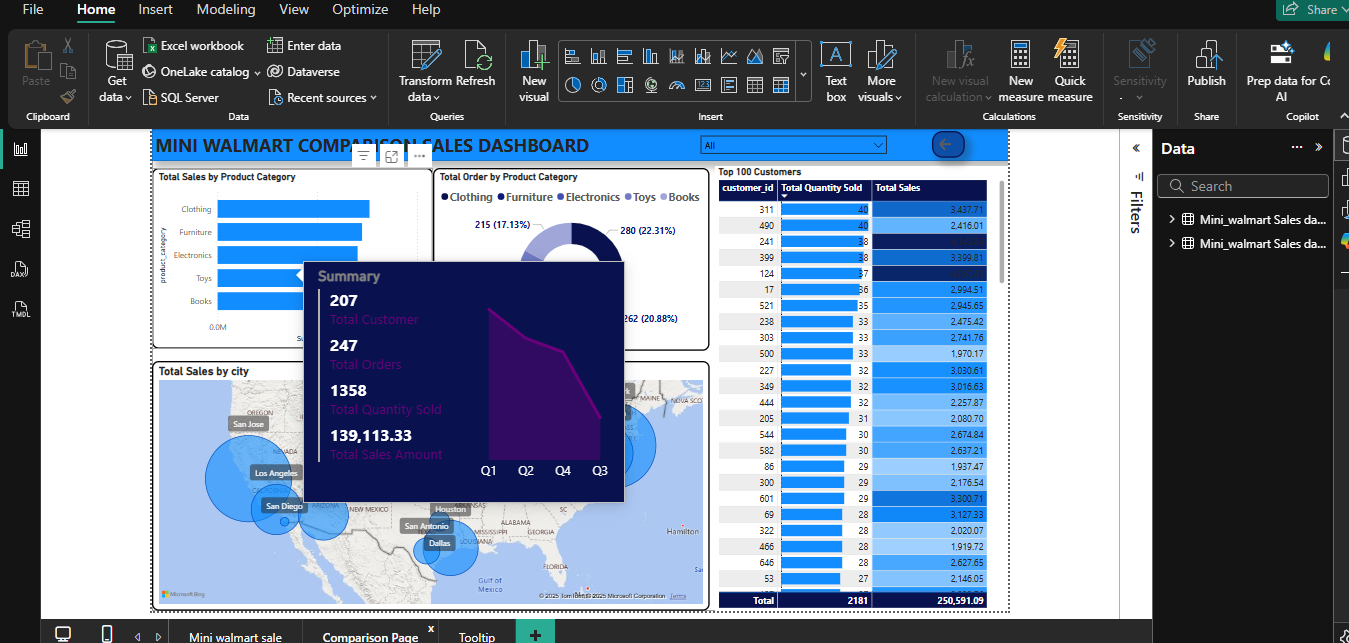 File Home Insert Modeling View Optimize Help
Share
Paste
Clipboard
Get data
Excel workbook
OneLake catalog
SQL Server
Enter data
Dataverse
Recent sources
Data
Transform data
Refresh
Queries
New visual
Text box
More visuals
Insert
New visual calculation
New measure
Quick measure
Calculations
Sensitivity
Sensitivity
Publish
Share
Prep data for AI
Copilot
MINI WALMART COMPARISON SALES DASHBOARD
All
Total Sales by Product Category
product_category
Clothing
Furniture
Electronics
Toys
Books
0.0M
Total Order by Product Category
Clothing Furniture Electronics Toys Books
215 (17.13%)
280 (22.31%)
262 (20.88%)
Summary
207
Total Customer
247
Total Orders
1358
Total Quantity Sold
139,113.33
Total Sales Amount
Q1 Q2 Q4 Q3
Total Sales by city
OREGON
San Jose
NEVADA
Los Angeles
CALIFORNIA
San Diego
ARIZONA
NEW MEXICO
Houston
San Antonio
Dallas
MISSISSIPPI
ALABAMA
GEORGIA
SC
LOUISIANA
FLORIDA
MAINE
NOVA SCO
Hamilton
Gulf of
Mexico
Microsoft Bing
© 2025 Microsoft Corporation Terms
Top 100 Customers
customer_id Total Quantity Sold Total Sales
311 40 3,437.71
490 40 2,416.01
241 38
399 38 3,399.81
124 37
17 36 2,994.51
521 35 2,945.65
238 33 2,475.42
303 33 2,741.76
500 33 1,970.17
227 32 3,030.61
349 32 3,016.63
444 32 2,257.87
205 31 2,080.70
544 30 2,674.84
582 30 2,637.21
86 29 1,937.47
300 29 2,176.54
601 29 3,300.71
69 28 3,127.33
322 28 2,020.07
466 28 1,919.72
646 28 2,627.65
53 27 2,146.05
Total 2181 250,591.09
Filters
Data
Search
Mini_walmart Sales da...
Mini_walmart Sales da...
DAX
TMDL
Mini walmart sale
Comparison Page
x
Tooltip